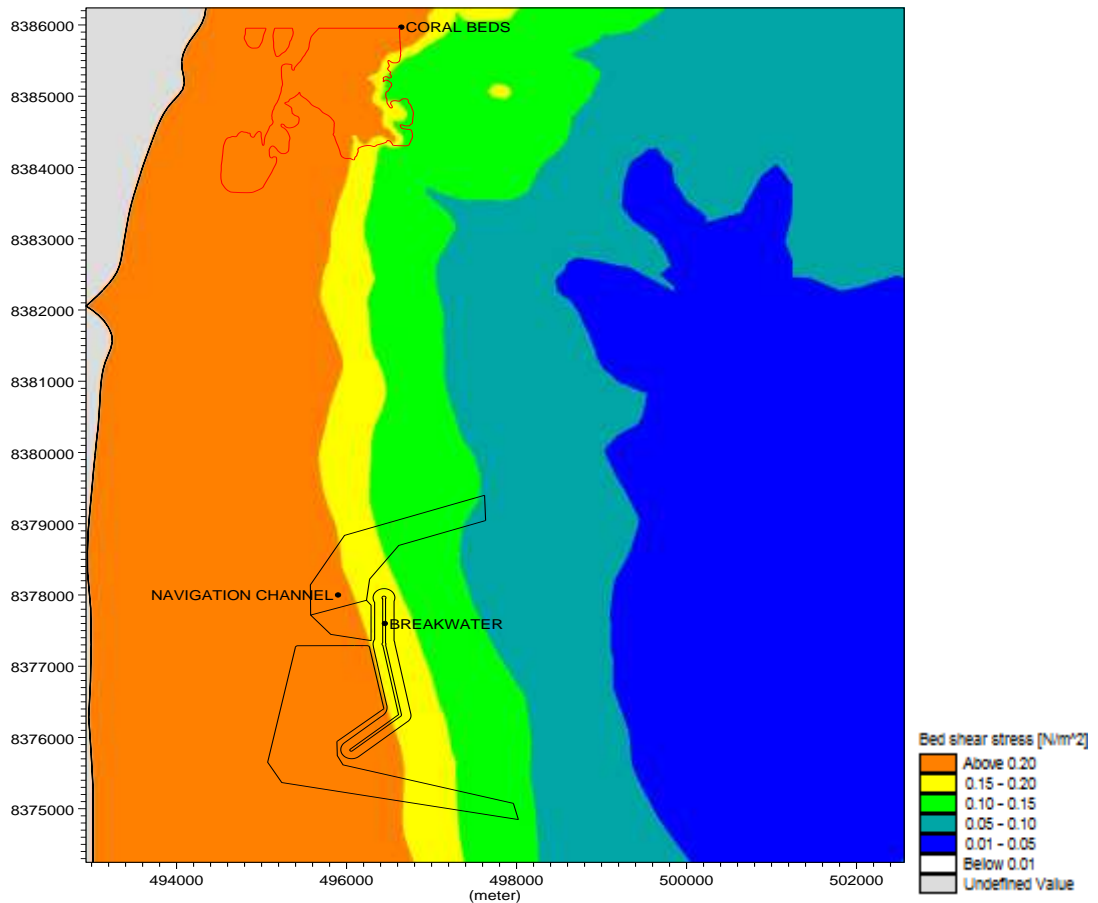 8386000
CORAL BEDS
8385000
8384000
8383000
8382000
8381000
8380000
8379000
8378000
NAVIGATION CHANNEL
BREAKWATER
8377000
8376000
8375000
494000 496000 498000 500000 502000
(meter)
Bed shear stress [N/m^2]
Above 0.20
0.15 - 0.20
0.10 - 0.15
0.05 - 0.10
0.01 - 0.05
Below 0.01
Undefined Value